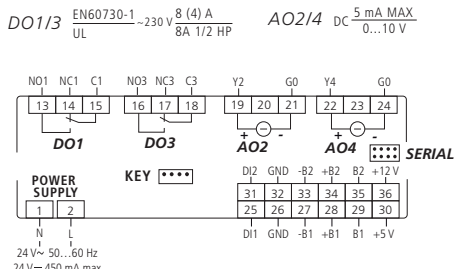 DO1/3 EN60730-1 ~230 V 8 (4) A
UL 8A 1/2 HP
AO2/4 DC 5 mA MAX
0...10 V
NO1 NC1 C1 NO3 NC3 C3 Y2 G0 Y4 G0
13 14 15 16 17 18 19 20 21 22 23 24
DO1 DO3 + - AO2 + - AO4
SERIAL
POWER SUPPLY KEY
DI2 GND -B2 +B2 B2 +12 V
31 32 33 34 35 36
1 2 25 26 27 28 29 30
N L DI1 GND -B1 +B1 B1 +5 V
24 V~ 50...60 Hz
24 V⎓ 450 mA max